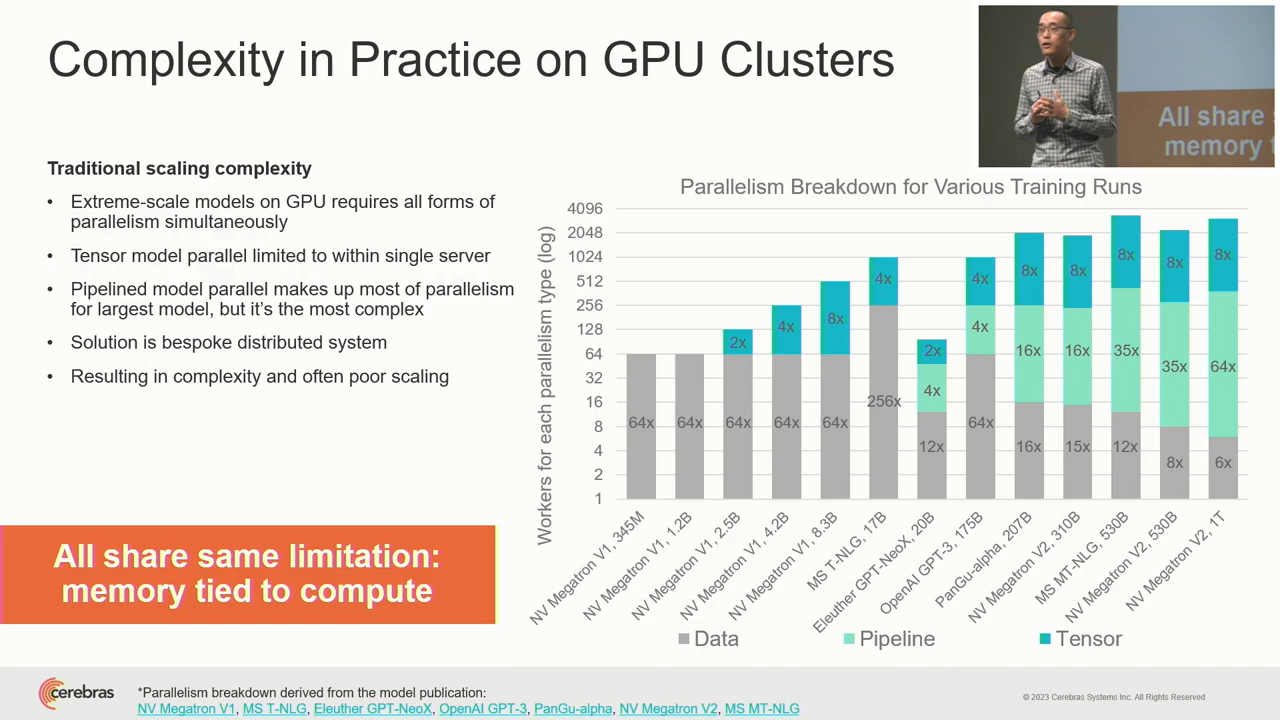 Complexity in Practice on GPU Clusters
All share
memory t
Traditional scaling complexity
• Extreme-scale models on GPU requires all forms of
parallelism simultaneously
• Tensor model parallel limited to within single server
• Pipelined model parallel makes up most of parallelism
for largest model, but it's the most complex
• Solution is bespoke distributed system
• Resulting in complexity and often poor scaling
All share same limitation:
memory tied to compute
Parallelism Breakdown for Various Training Runs
Workers for each parallelism type (log)
4096
2048
1024
512
256
128
64
32
16
8
4
2
1
64x
64x
64x
2x
64x
4x
64x
8x
256x
4x
12x
4x
2x
64x
4x
4x
16x
16x
8x
15x
16x
8x
12x
35x
8x
8x
35x
8x
6x
64x
8x
NV Megatron V1, 345M
NV Megatron V1, 1.2B
NV Megatron V1, 2.5B
NV Megatron V1, 4.2B
NV Megatron V1, 8.3B
MS T-NLG, 17B
Eleuther GPT-NeoX, 20B
OpenAI GPT-3, 175B
PanGu-alpha, 207B
NV Megatron V2, 310B
MS MT-NLG, 530B
NV Megatron V2, 530B
NV Megatron V2, 1T
Data
Pipeline
Tensor
cerebras
*Parallelism breakdown derived from the model publication:
NV Megatron V1, MS T-NLG, Eleuther GPT-NeoX, OpenAI GPT-3, PanGu-alpha, NV Megatron V2, MS MT-NLG
© 2023 Cerebras Systems Inc. All Rights Reserved